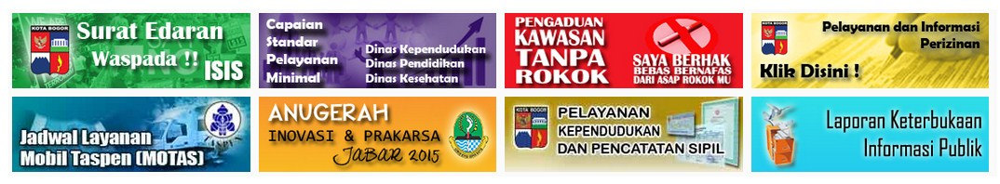 KOTA BOGOR
Surat Edaran
Waspada !!
ISIS
Capaian
Standar
Pelayanan
Minimal
Dinas Kependudukan
Dinas Pendidikan
Dinas Kesehatan
PENGADUAN
KAWASAN
TANPA
ROKOK
SAYA BERHAK
BEBAS BERNAFAS
DARI ASAP ROKOK MU
KOTA BOGOR
Pelayanan dan Informasi
Perizinan
Klik Disini !
Jadwal Layanan
Mobil Taspen (MOTAS)
TASPEN
ANUGERAH
INOVASI & PRAKARSA
JABAR 2015
KOTA BOGOR
PELAYANAN
KEPENDUDUKAN
DAN PENCATATAN SIPIL
Laporan Keterbukaan
Informasi Publik